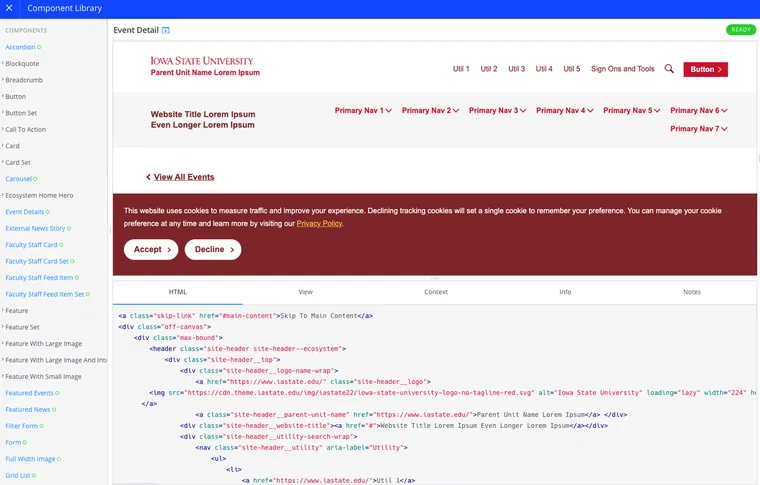 Component Library
COMPONENTS
Accordion
Blockquote
Breadcrumb
Button
Button Set
Call To Action
Card
Card Set
Carousel
Ecosystem Home Hero
Event Details
External News Story
Faculty Staff Card
Faculty Staff Card Set
Faculty Staff Feed Item
Faculty Staff Feed Item Set
Feature
Feature Set
Feature With Large Image
Feature With Large Image And Int
Feature With Small Image
Featured Events
Featured News
Filter Form
Form
Full Width Image
Grid List
Event Detail
READY
IOWA STATE UNIVERSITY
Parent Unit Name Lorem Ipsum
Util 1 Util 2 Util 3 Util 4 Util 5 Sign Ons and Tools
Button
Website Title Lorem Ipsum
Even Longer Lorem Ipsum
Primary Nav 1 Primary Nav 2 Primary Nav 3 Primary Nav 4 Primary Nav 5 Primary Nav 6
Primary Nav 7
View All Events
This website uses cookies to measure traffic and improve your experience. Declining tracking cookies will set a single cookie to remember your preference. You can manage your cookie
preference at any time and learn more by visiting our Privacy Policy.
Accept Decline
HTML View Context Info Notes
<a class="skip-link" href="#main-content">Skip To Main Content</a>
<div class="off-canvas">
<div class="max-bound">
<header class="site-header site-header--ecosystem">
<div class="site-header__top">
<div class="site-header__logo-name-wrap">
<a href="https://www.iastate.edu/" class="site-header__logo">
<img src="https://cdn.theme.iastate.edu/img/iastate22/iowa-state-university-logo-no-tagline-red.svg" alt="Iowa State University" loading="lazy" width="224" he
</a>
<a class="site-header__parent-unit-name" href="https://www.iastate.edu/">Parent Unit Name Lorem Ipsum</a> </div>
<div class="site-header__website-title"><a href="#">Website Title Lorem Ipsum Even Longer Lorem Ipsum</a></div>
<div class="site-header__utility-search-wrap">
<nav class="site-header__utility" aria-label="Utility">
<ul>
<li>
<a href="https://www.iastate.edu/">Util 1</a>